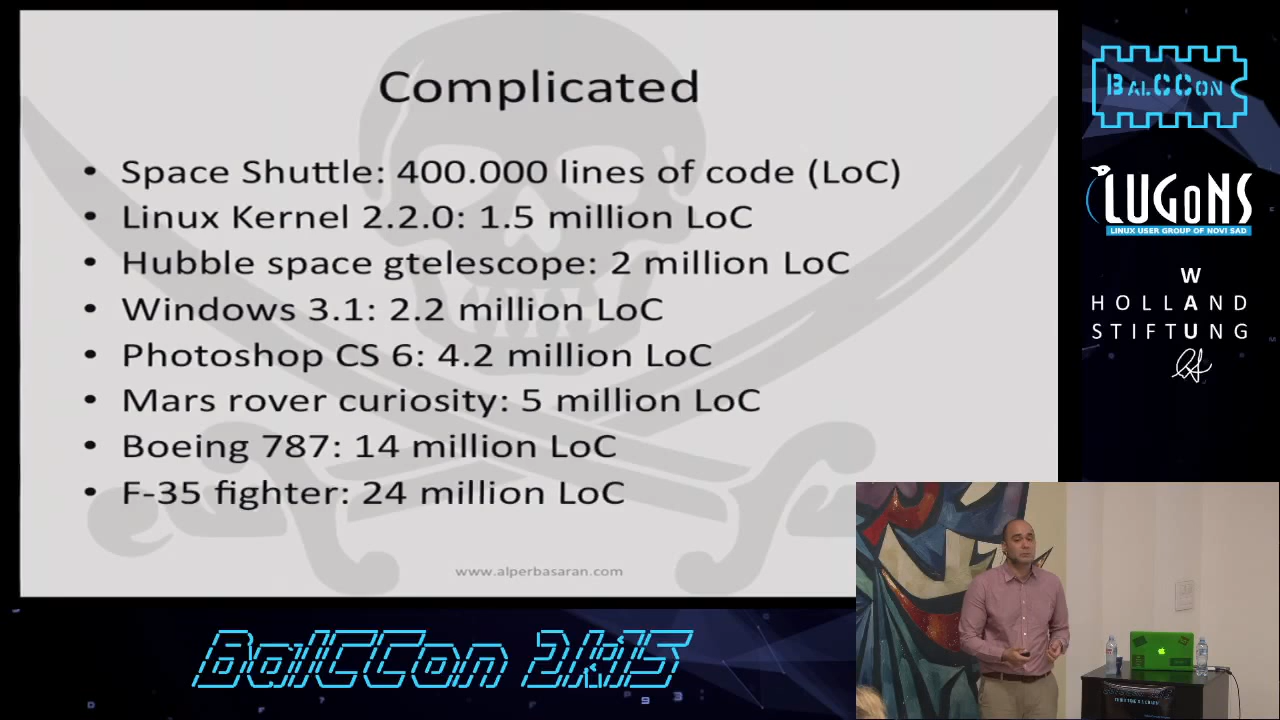 Complicated
• Space Shuttle: 400.000 lines of code (LoC)
• Linux Kernel 2.2.0: 1.5 million LoC
• Hubble space gtelescope: 2 million LoC
• Windows 3.1: 2.2 million LoC
• Photoshop CS 6: 4.2 million LoC
• Mars rover curiosity: 5 million LoC
• Boeing 787: 14 million LoC
• F-35 fighter: 24 million LoC
www.alperbasaran.com
BALCCON
LUGoNS
LINUX USER GROUP OF NOVI SAD
W
HOLLAND
STIFTUNG
BalCCon 2k15